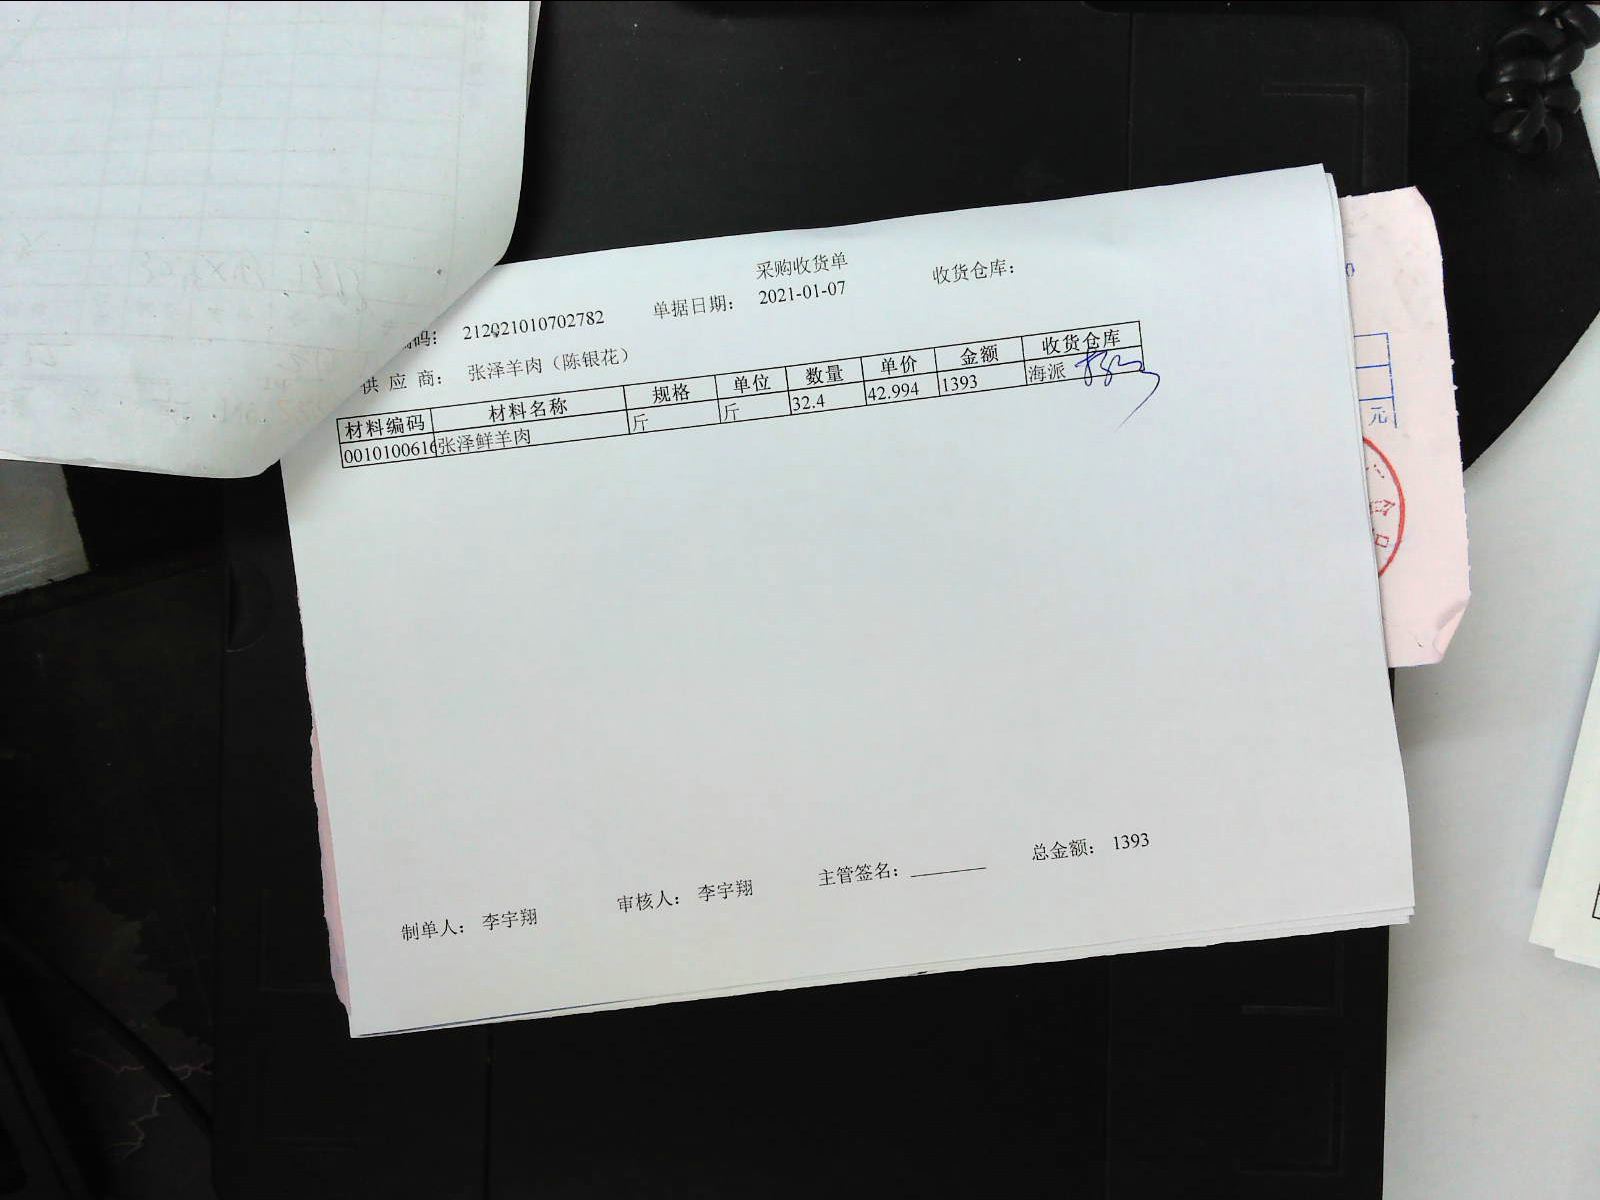 采购收货单
码： 212021010702782 单据日期： 2021-01-07 收货仓库：
供 应 商： 张泽羊肉（陈银花）
材料编码 材料名称 规格 单位 数量 单价 金额 收货仓库
0010100616 张泽鲜羊肉 斤 斤 32.4 42.994 1393 海派
元
制单人： 李宇翔 审核人： 李宇翔 主管签名： 总金额： 1393